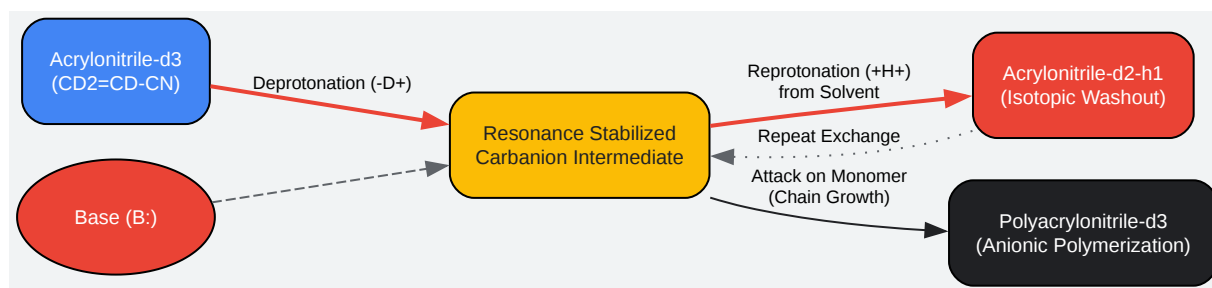 Acrylonitrile-d3
(CD2=CD-CN)
Deprotonation (-D+)
Base (B:)
Resonance Stabilized
Carbanion Intermediate
Reprotonation (+H+)
from Solvent
Repeat Exchange
Attack on Monomer
(Chain Growth)
Acrylonitrile-d2-h1
(Isotopic Washout)
Polyacrylonitrile-d3
(Anionic Polymerization)